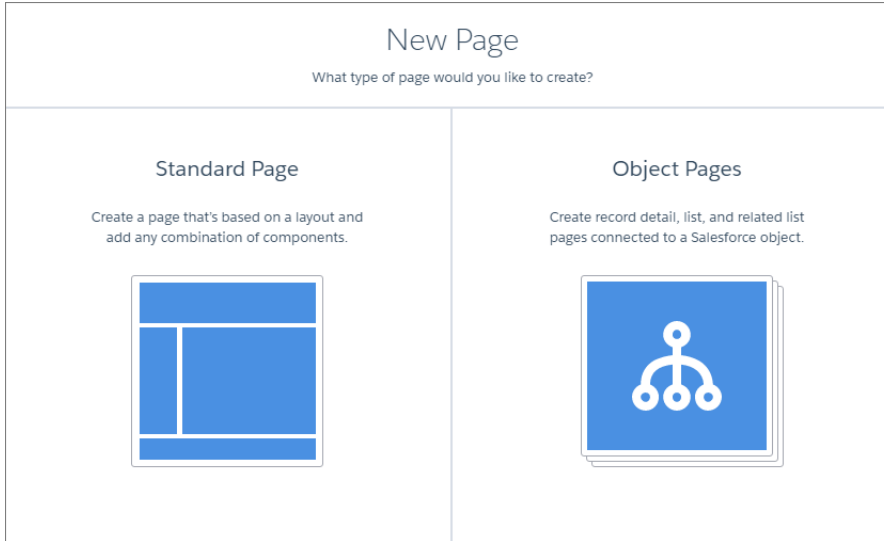 New Page
What type of page would you like to create?
Standard Page
Create a page that's based on a layout and
add any combination of components.
Object Pages
Create record detail, list, and related list
pages connected to a Salesforce object.